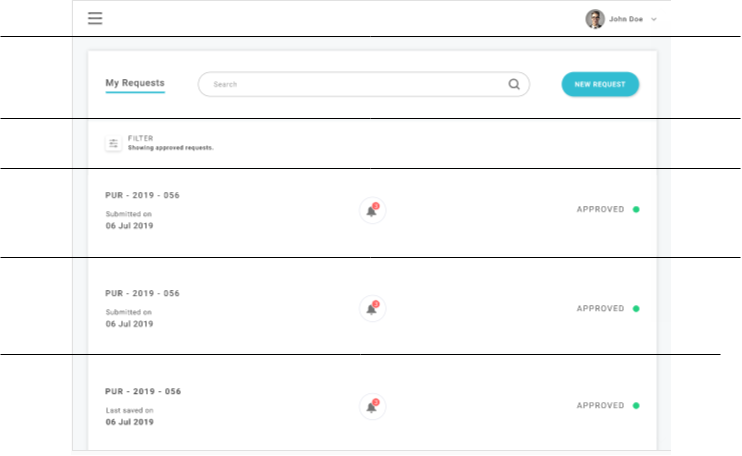 John Doe
My Requests
Search
NEW REQUEST
FILTER
Showing approved requests.
PUR - 2019 - 056
Submitted on
06 Jul 2019
APPROVED
PUR - 2019 - 056
Submitted on
06 Jul 2019
APPROVED
PUR - 2019 - 056
Last saved on
06 Jul 2019
APPROVED